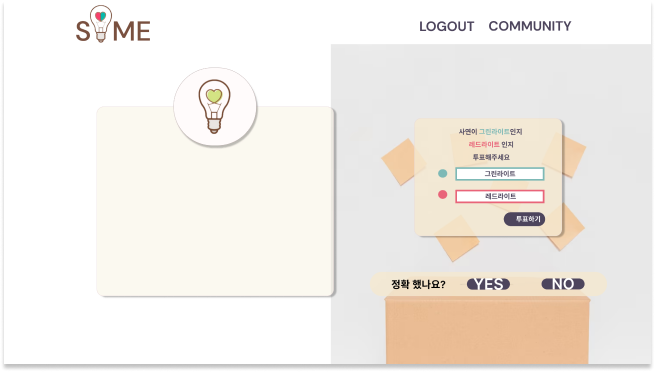 SOME
LOGOUT COMMUNITY
사연이 그린라이트인지
레드라이트 인지
투표해주세요
그린라이트
레드라이트
투표하기
정확 했나요? YES NO